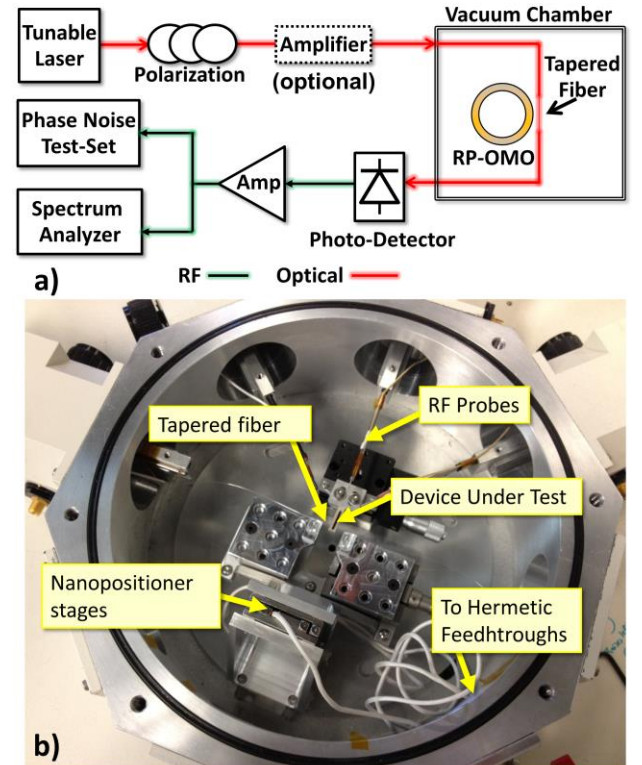 Vacuum Chamber
Tunable
Laser
Polarization
Amplifier
(optional)
Tapered
Fiber
RP-OMO
Phase Noise
Test-Set
Spectrum
Analyzer
Amp
Photo-Detector
a)
RF
Optical
RF Probes
Tapered fiber
Device Under Test
Nanopositioner
stages
To Hermetic
Feedhtroughs
b)